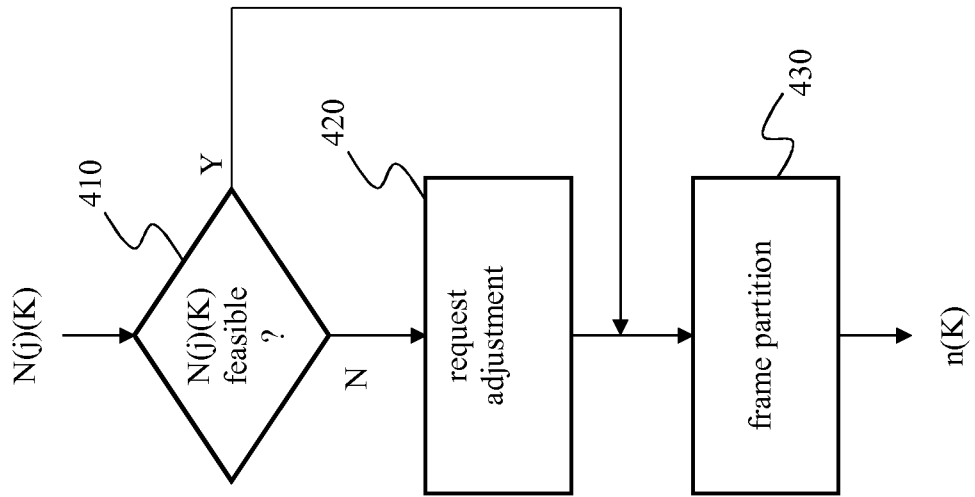 N(j)(K)
410
N(j)(K)
feasible
?
Y
N
420
request
adjustment
430
frame partition
n(K)